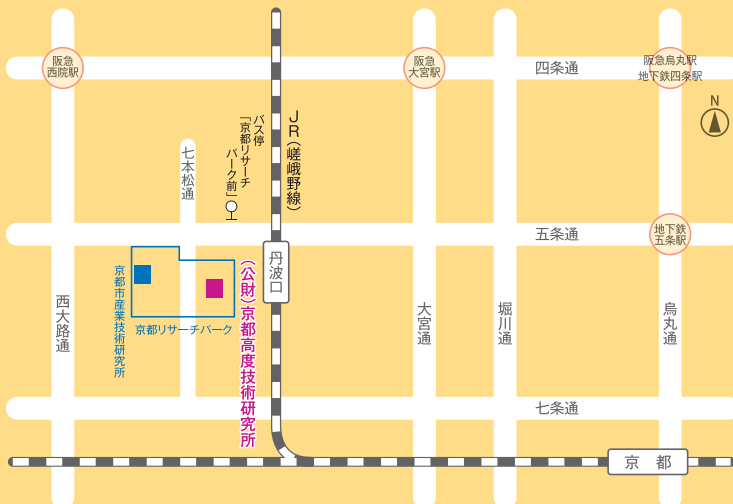 阪急
西院駅
阪急
大宮駅
四条通
阪急烏丸駅
地下鉄四条駅
N
JR(嵯峨野線)
バス停
「京都リサーチ
パーク前」
七本松通
五条通
地下鉄
五条駅
丹波口
(公財)京都高度技術研究所
京都市産業技術研究所
京都リサーチパーク
西大路通
大宮通
堀川通
烏丸通
七条通
京都